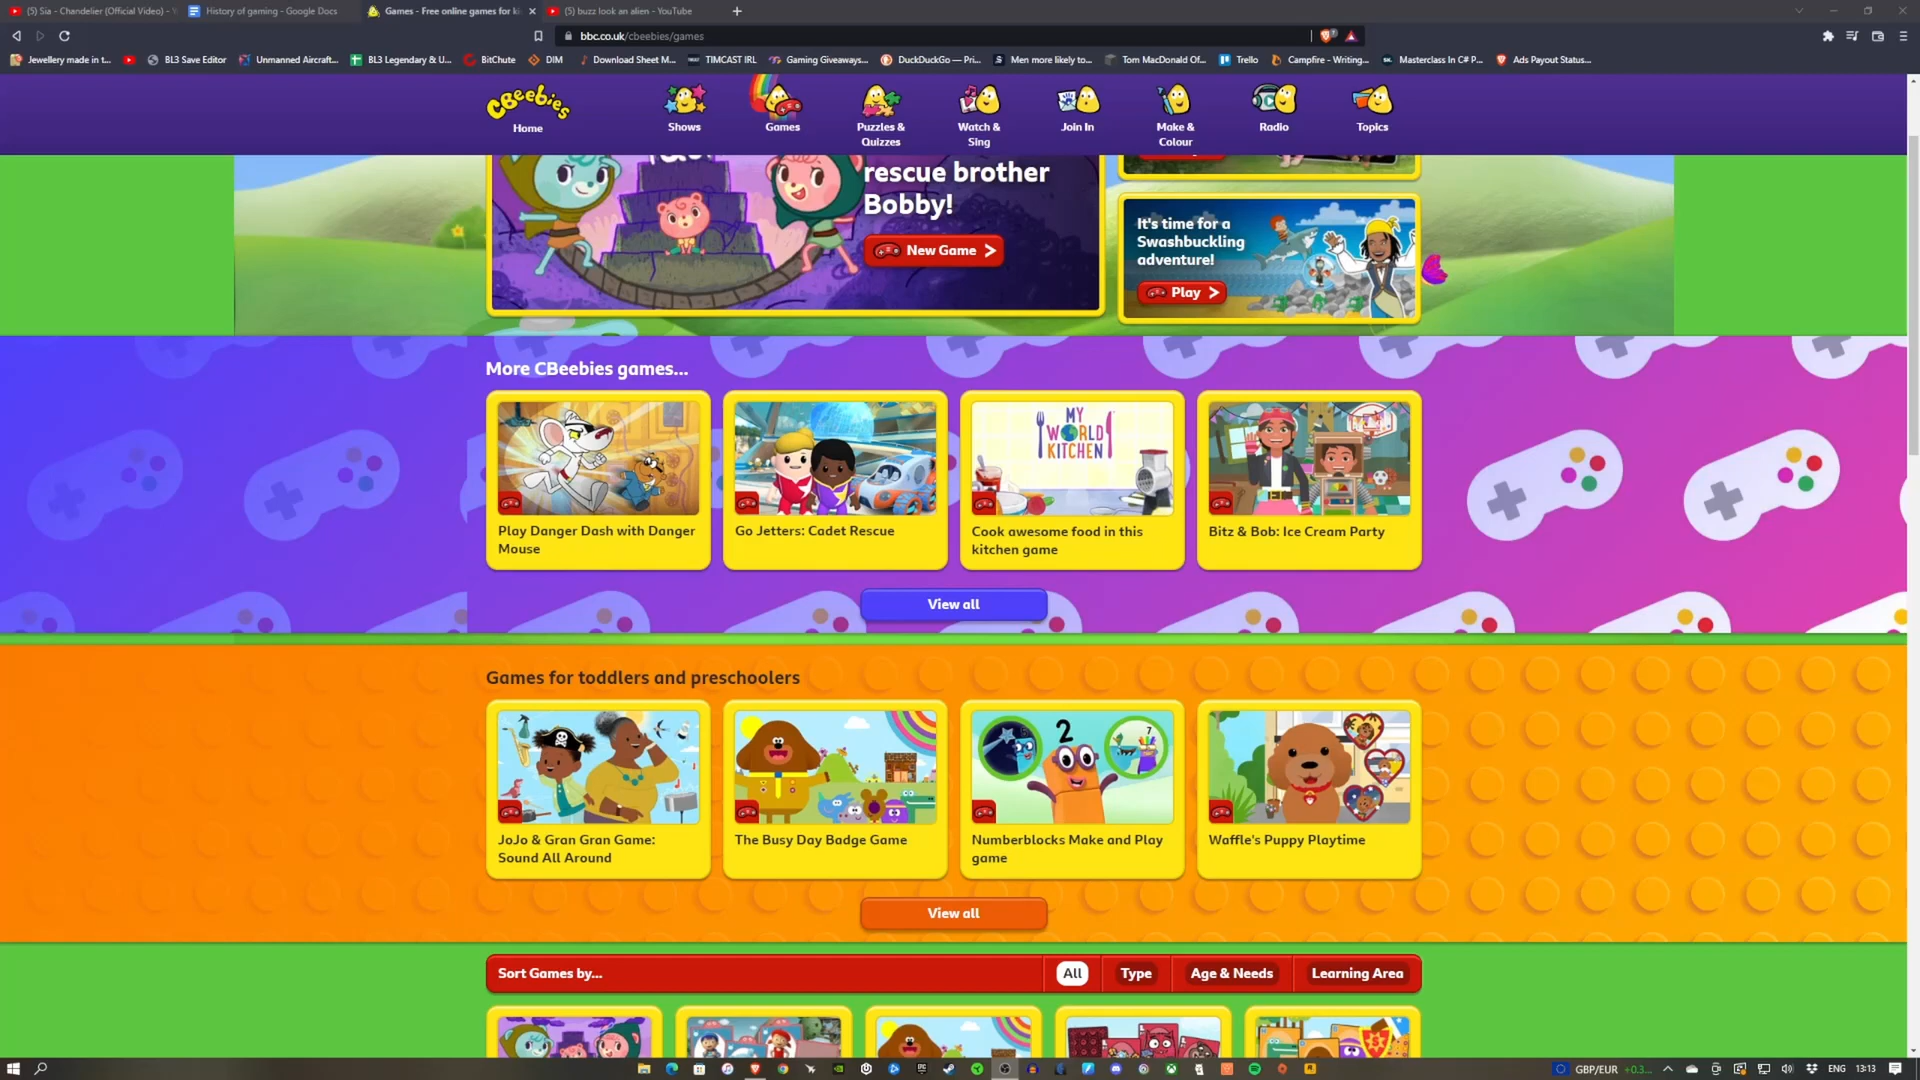 (5) Sia - Chandelier (Official Video) -
History of gaming - Google Docs
Games - Free online games for ki
(5) buzz look an alien - YouTube
bbc.co.uk/cbeebies/games
Jewellery made in t...
BL3 Save Editor
Unmanned Aircraft...
BL3 Legendary & U...
BitChute
DIM
Download Sheet M...
TIMCAST IRL
Gaming Giveaways...
DuckDuckGo — Pri...
Men more likely to...
Tom MacDonald Of...
Trello
Campfire - Writing...
Masterclass In C# P...
Ads Payout Status...
CBeebies
Home
Shows
Games
Puzzles &
Quizzes
Watch &
Sing
Join In
Make &
Colour
Radio
Topics
rescue brother
Bobby!
New Game >
It's time for a
Swashbuckling
adventure!
Play >
More CBeebies games...
MY
WORLD
KITCHEN
Play Danger Dash with Danger
Mouse
Go Jetters: Cadet Rescue
Cook awesome food in this
kitchen game
Bitz & Bob: Ice Cream Party
View all
Games for toddlers and preschoolers
2
7
JoJo & Gran Gran Game:
Sound All Around
The Busy Day Badge Game
Numberblocks Make and Play
game
Waffle's Puppy Playtime
View all
Sort Games by...
All
Type
Age & Needs
Learning Area
GBP/EUR +0.3...
ENG
13:13